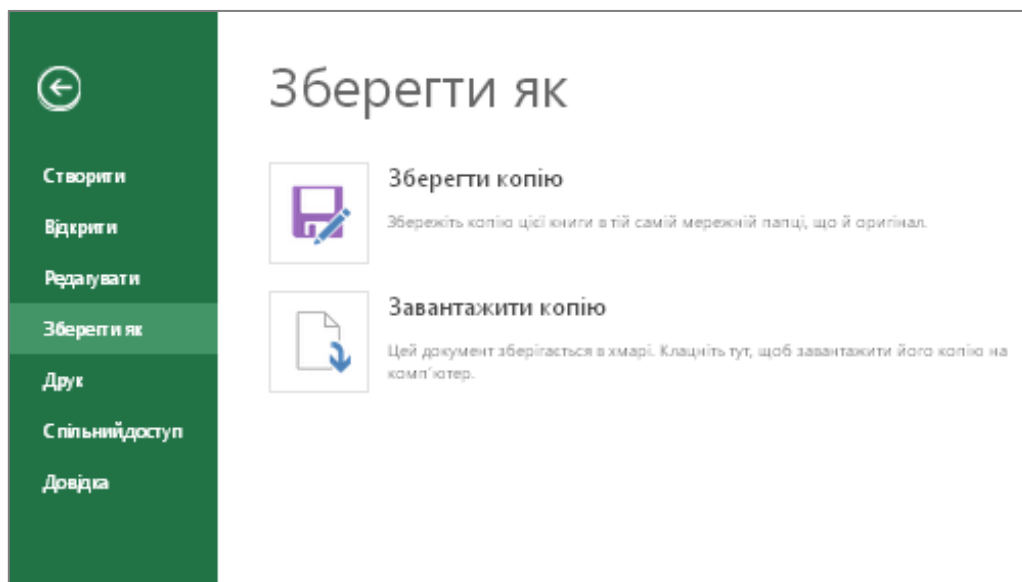 Зберегти як
Створити
Відкрити
Редагувати
Зберегти як
Друк
Спільний доступ
Довідка
Зберегти копію
Збережіть копію цієї книги в тій самій мережній папці, що й оригінал.
Завантажити копію
Цей документ зберігається в хмарі. Клацніть тут, щоб завантажити його копію на
комп'ютер.